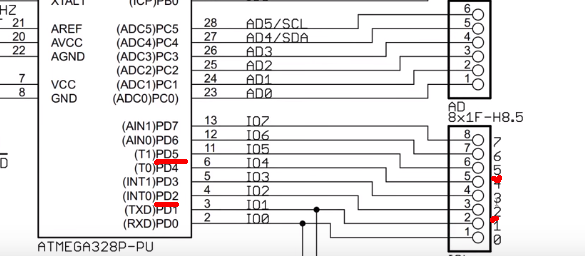 HZ
XTAL1
(ICP)PB0
21 AREF (ADC5)PC5 28 AD5/SCL 6
20 AVCC (ADC4)PC4 27 AD4/SDA 5
22 AGND (ADC3)PC3 26 AD3 4
(ADC2)PC2 25 AD2 3
7 VCC (ADC1)PC1 24 AD1 2
8 GND (ADC0)PC0) 23 AD0 1
AD
8x1F-H8.5
(AIN1)PD7 13 IO7 8 7
(AIN0)PD6 12 IO6 7 6
(T1)PD5 11 IO5 6 5
(T0)PD4 6 IO4 5 4
(INT1)PD3 5 IO3 4 3
(INT0)PD2 4 IO2 3 2
(TXD)PD1 3 IO1 2 1
(RXD)PD0 2 IO0 1 0
D
ATMEGA328P-PU